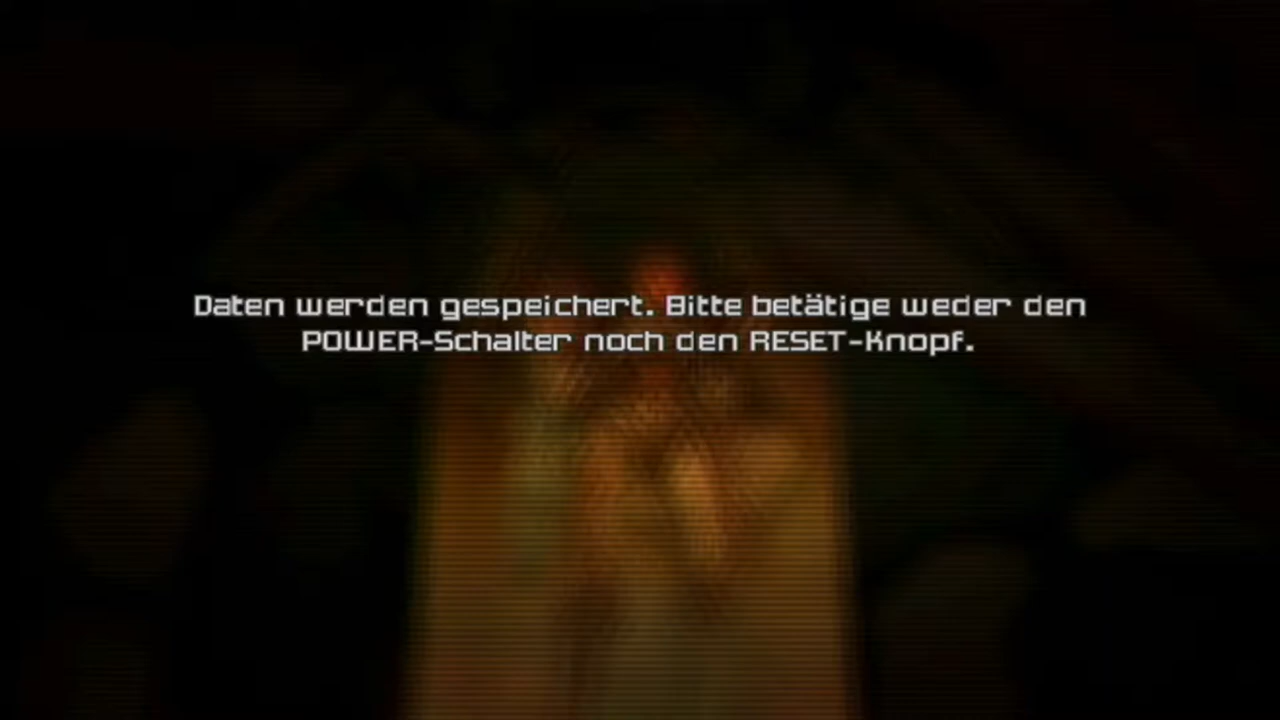 Daten werden gespeichert. Bitte betätige weder den
POWER-Schalter noch den RESET-Knopf.